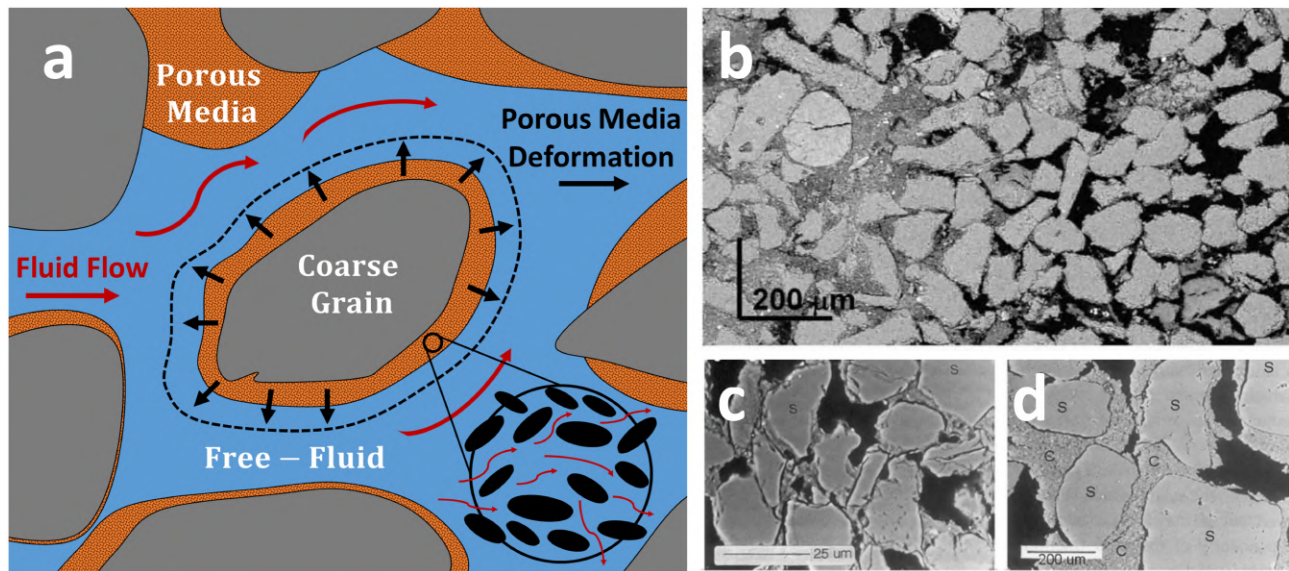 a
Porous
Media
Porous Media
Deformation
Fluid Flow
Coarse
Grain
Free – Fluid
b
200 μm
c
S
S
25 um
d
S
S
C
C
S
S
C
200 um